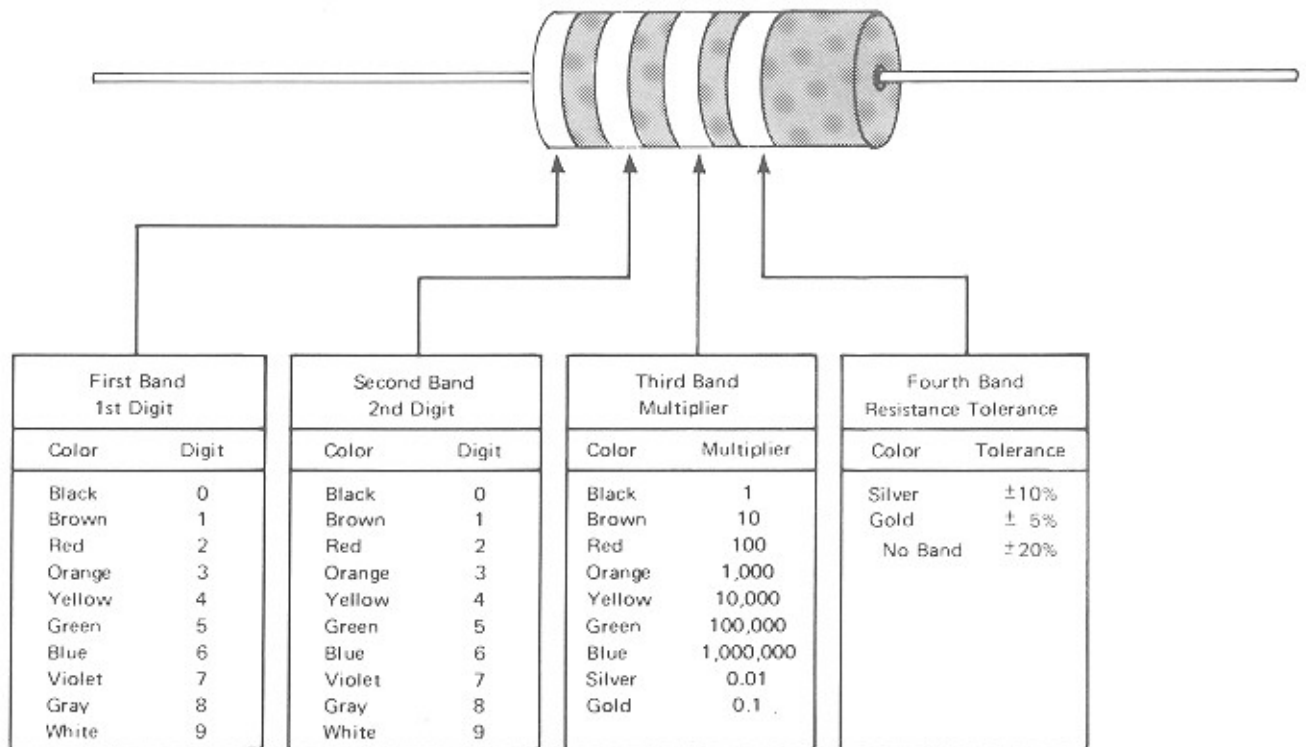 First Band
1st Digit
Color Digit
Black 0
Brown 1
Red 2
Orange 3
Yellow 4
Green 5
Blue 6
Violet 7
Gray 8
White 9
Second Band
2nd Digit
Color Digit
Black 0
Brown 1
Red 2
Orange 3
Yellow 4
Green 5
Blue 6
Violet 7
Gray 8
White 9
Third Band
Multiplier
Color Multiplier
Black 1
Brown 10
Red 100
Orange 1,000
Yellow 10,000
Green 100,000
Blue 1,000,000
Silver 0.01
Gold 0.1
Fourth Band
Resistance Tolerance
Color Tolerance
Silver ±10%
Gold ± 5%
No Band ±20%